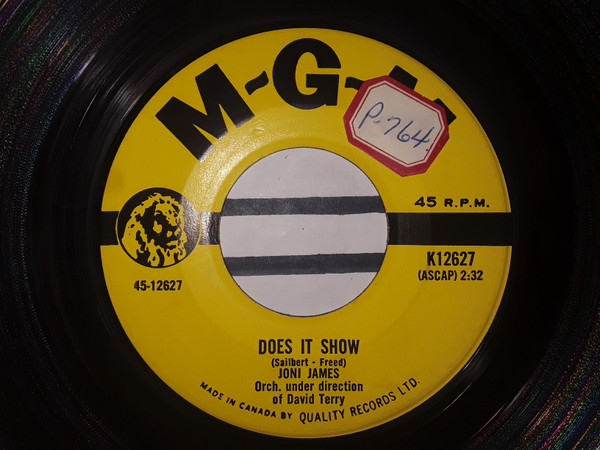 M-G-M
P-764.
45 R.P.M.
45-12627
K12627
(ASCAP) 2:32
DOES IT SHOW
(Sailbert - Freed)
JONI JAMES
Orch. under direction
of David Terry
MADE IN CANADA BY QUALITY RECORDS LTD.